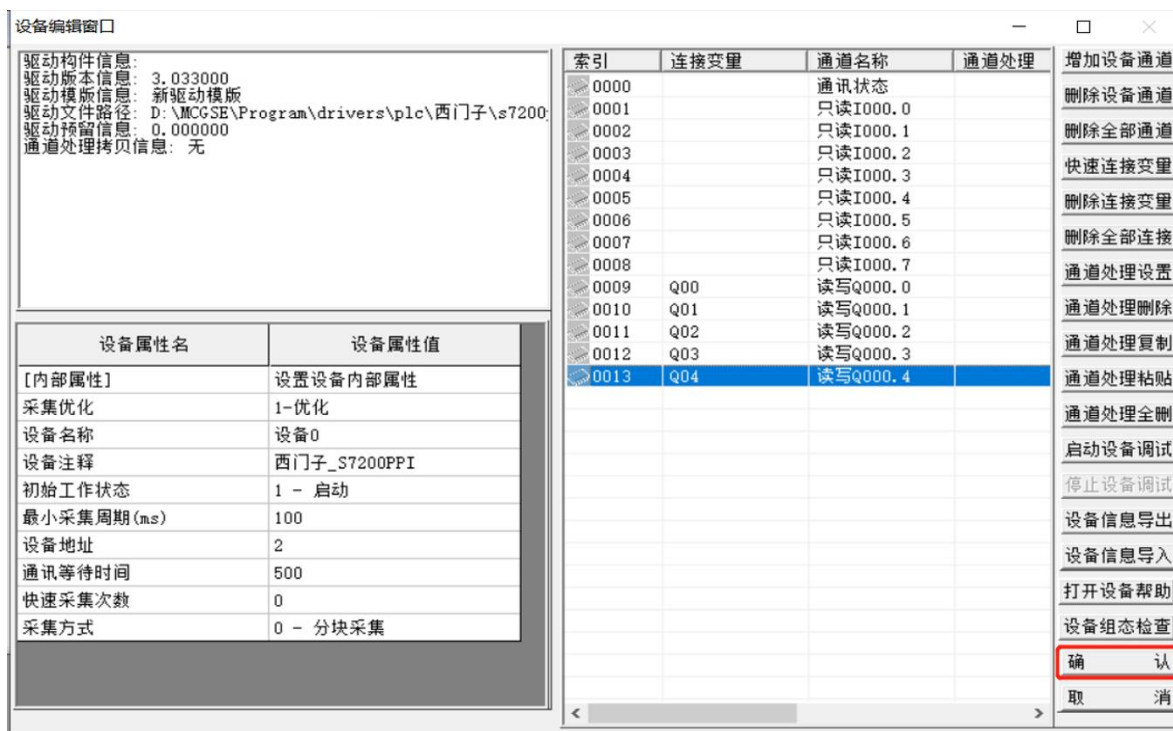 设备编辑窗口
驱动构件信息:
驱动版本信息: 3.033000
驱动模版信息: 新驱动模版
驱动文件路径: D:\MCGSE\Program\drivers\plc\西门子\s7200
驱动预留信息: 0.000000
通道处理拷贝信息: 无
设备属性名 设备属性值
[内部属性] 设置设备内部属性
采集优化 1-优化
设备名称 设备0
设备注释 西门子_S7200PPI
初始工作状态 1 - 启动
最小采集周期(ms) 100
设备地址 2
通讯等待时间 500
快速采集次数 0
采集方式 0 - 分块采集
索引 连接变量 通道名称 通道处理
0000 通讯状态
0001 只读I000.0
0002 只读I000.1
0003 只读I000.2
0004 只读I000.3
0005 只读I000.4
0006 只读I000.5
0007 只读I000.6
0008 只读I000.7
0009 Q00 读写Q000.0
0010 Q01 读写Q000.1
0011 Q02 读写Q000.2
0012 Q03 读写Q000.3
0013 Q04 读写Q000.4
增加设备通道
删除设备通道
删除全部通道
快速连接变量
删除连接变量
删除全部连接
通道处理设置
通道处理删除
通道处理复制
通道处理粘贴
通道处理全删
启动设备调试
停止设备调试
设备信息导出
设备信息导入
打开设备帮助
设备组态检查
确 认
取 消